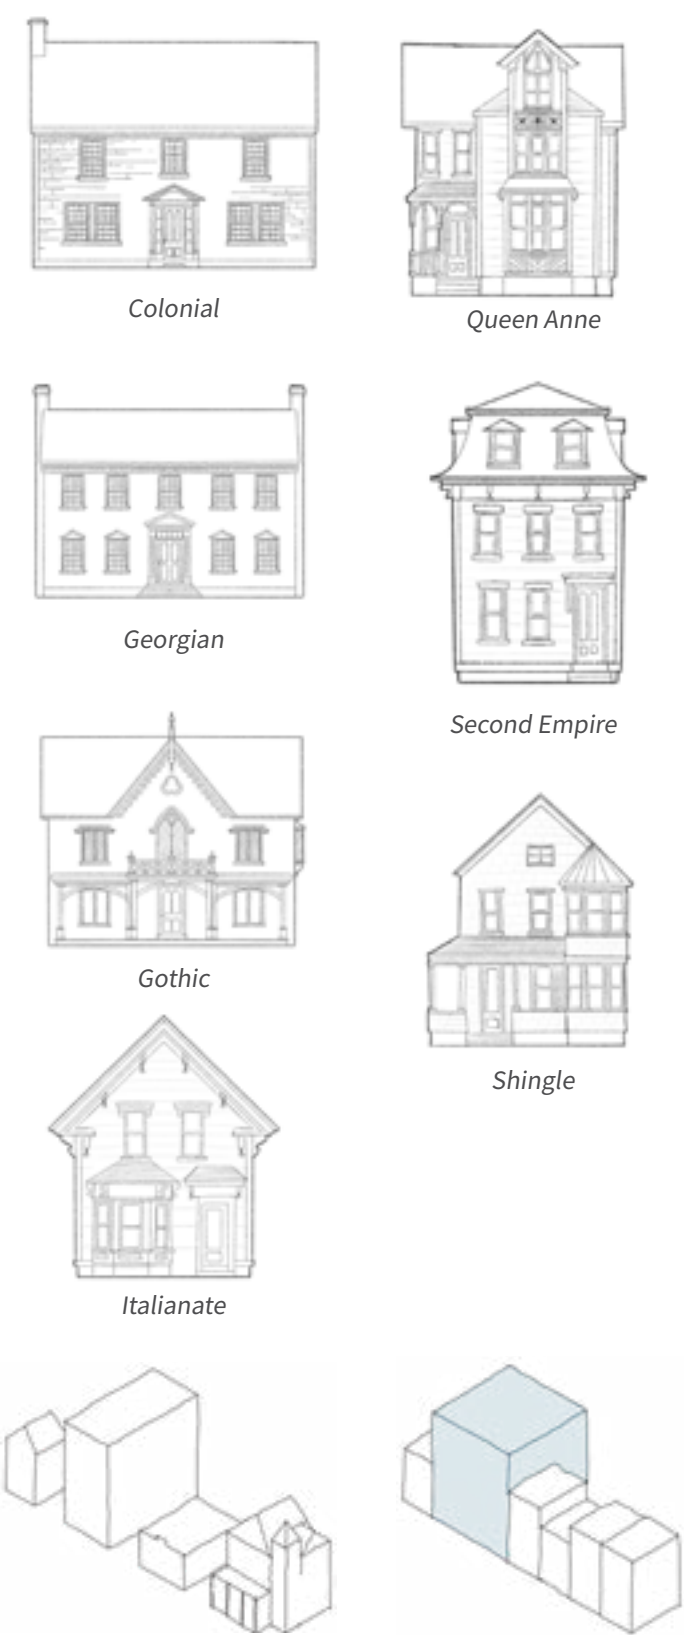 Colonial
Queen Anne
Georgian
Second Empire
Gothic
Shingle
Italianate